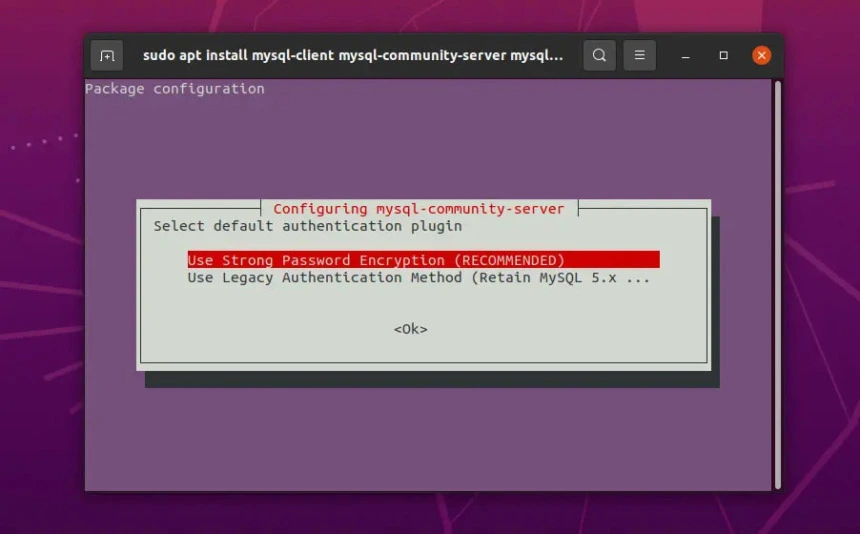 sudo apt install mysql-client mysql-community-server mysql...
Package configuration
Configuring mysql-community-server
Select default authentication plugin
Use Strong Password Encryption (RECOMMENDED)
Use Legacy Authentication Method (Retain MySQL 5.x ...
<Ok>